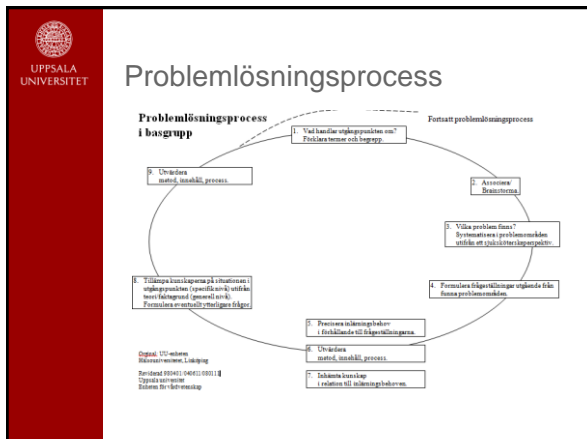 UPPSALA
UNIVERSITET
Problemlösningsprocess
Problemlösningsprocess
i basgrupp
Fortsatt problemlösningsprocess
1. Vad handlar utgångspunkten om?
Förklara termer och begrepp.
2. Associera/
Brainstorma.
3. Vilka problem finns?
Systematisera i problemområden
utifrån ett sjuksköterskeperspektiv.
4. Formulera frågeställningar utgående från
funna problemområden.
5. Precisera inlärningsbehov
i förhållande till frågeställningarna.
6. Utvärdera
metod, innehåll, process.
7. Inhämta kunskap
i relation till inlärningsbehoven.
8. Tillämpa kunskaperna på situationen i
utgångspunkten (specifik nivå) utifrån
teori/faktagrund (generell nivå).
Formulera eventuellt ytterligare frågor.
9. Utvärdera
metod, innehåll, process.
Orginal, UU-enheten
Hälsouniversitetet, Linköping
Reviderad 980401/040611/080111
Uppsala universitet
Enheten för vårdvetenskap